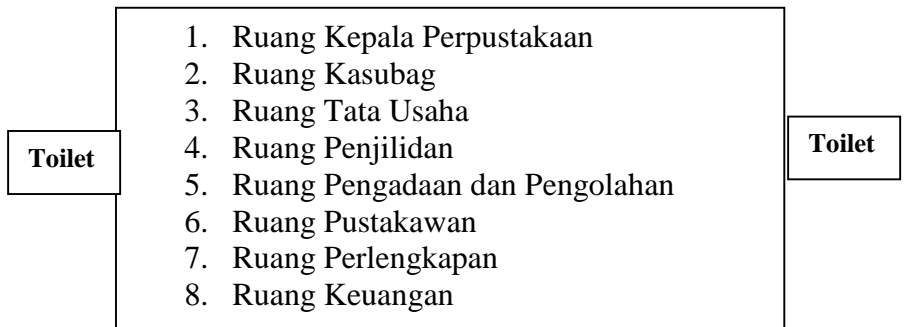 1. Ruang Kepala Perpustakaan
2. Ruang Kasubag
3. Ruang Tata Usaha
4. Ruang Penjilidan
5. Ruang Pengadaan dan Pengolahan
6. Ruang Pustakawan
7. Ruang Perlengkapan
8. Ruang Keuangan
Toilet
Toilet